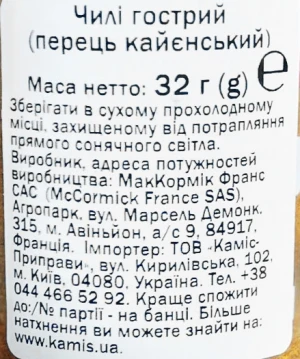 Чилі гострий
(перець кайєнський)
Маса нетто: 32 г (g) ℮
Зберігати в сухому прохолодному
місці, захищеному від потрапляння
прямого сонячного світла.
Виробник, адреса потужностей
виробництва: МакКормік Франс
САС (McCormick France SAS),
Агропарк, вул. Марсель Демонк.
315, м. Авіньйон, а/с 9, 84917,
Франція. Імпортер: ТОВ «Каміс-
Приправи», вул. Кирилівська, 102,
м. Київ, 04080, Україна. Тел. +38
044 466 52 92. Краще спожити
до:/№ партії - на банці. Більше
натхнення ви можете знайти на:
www.kamis.ua.